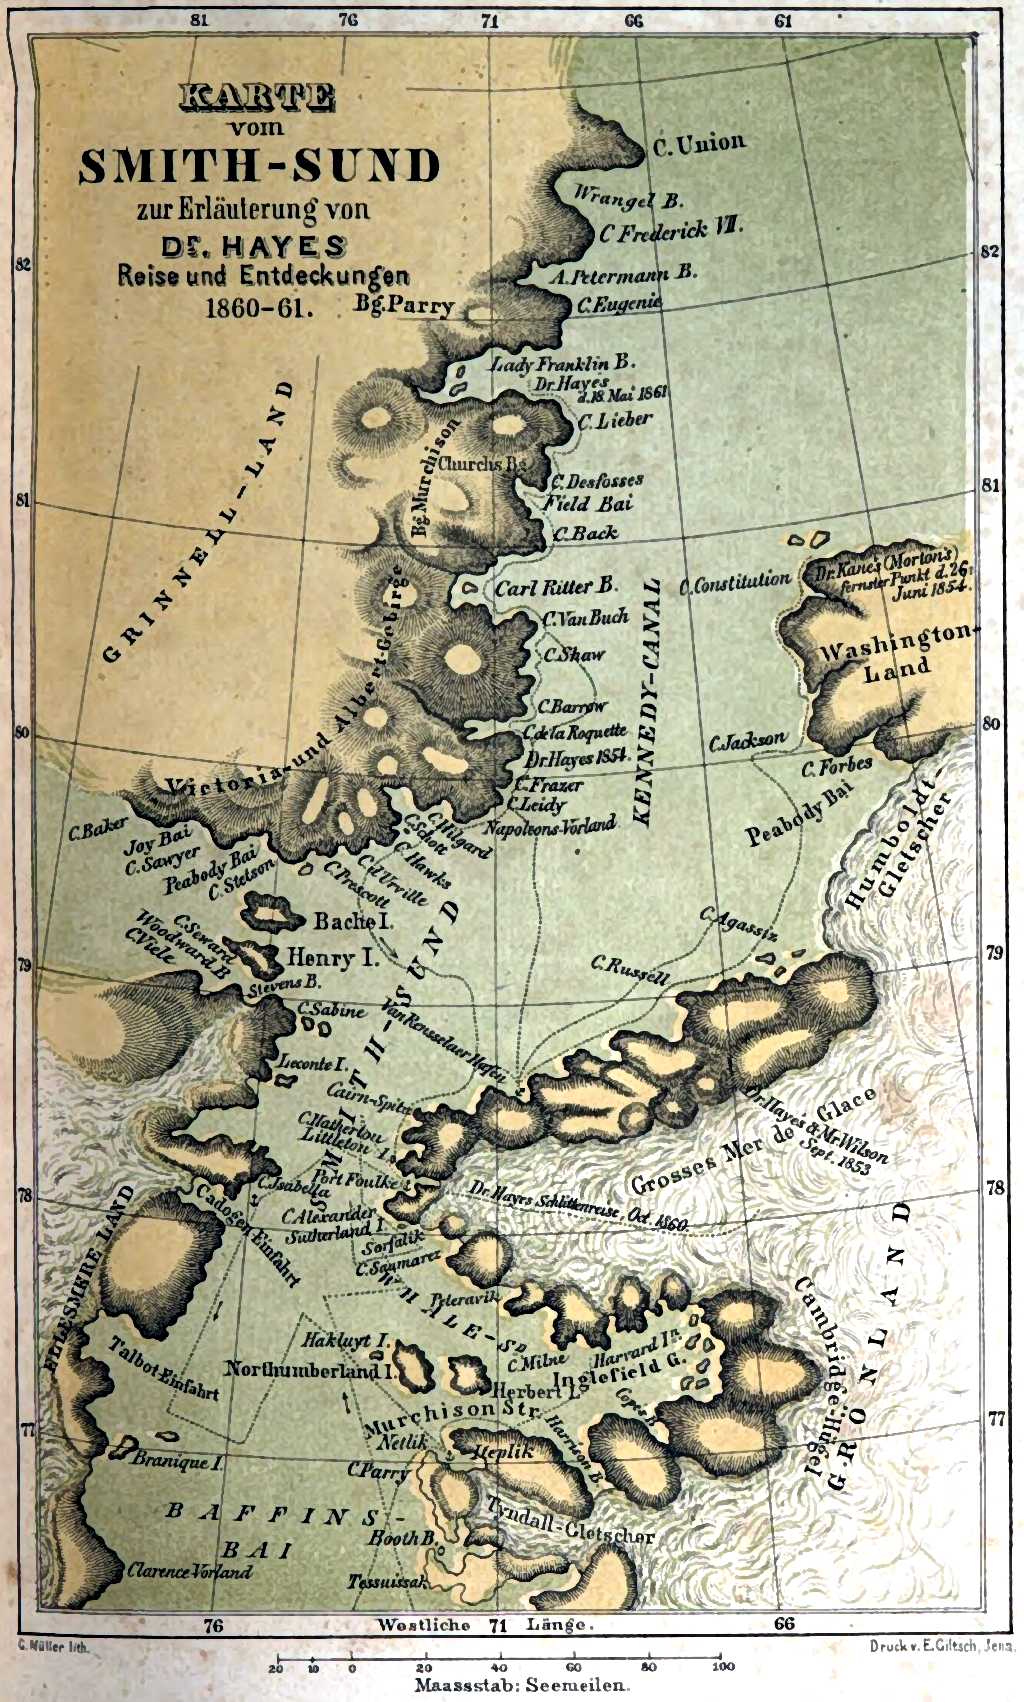 81 76 71 66 61
KARTE
vom
SMITH-SUND
zur Erläuterung von
Dr. HAYES
Reise und Entdeckungen
1860-61.
C. Union
Wrangel B.
C Frederick VII.
82
82
A. Petermann B.
Bg. Parry
C. Eugenie
Lady Franklin B.
Dr. Hayes
d. 18. Mai 1861
C. Lieber
GRINNELL-LAND
Bg. Murchison
Churchs Bg.
C. Desfosses
81
81
Field Bai
C. Back
C. Constitution
Dr. Kane's (Morton's)
fernster Punkt d. 26.
Juni 1854.
Carl Ritter B.
C. Van Buch
KENNEDY-CANAL
Washington-
Land
C. Shaw
C. Barrow
80
80
C. de la Roquette
C. Jackson
Dr. Hayes 1854.
C. Forbes
Victoria-und Albert-Gebirge
C. Frazer
C. Leidy
Napoleons-Vorland
Peabody Bai
Humboldt-
Gletscher
C. Baker
Joy Bai
C. Sawyer
Peabody Bai
C. Stetson
C. Hilgard
C. Schott
C. Hawks
C. d'Urville
C. Prescott
Bache I.
C. Agassiz
C. Seward
Woodward B.
C. Viele
Henry I.
79
79
C. Russell
Stevens B.
SMITH-SUND
C. Sabine
Van Rensselaer Hafen
Leconte I.
Cairn-Spitz
C. Hatherton
Littleton I.
Dr. Hayes & Mr. Wilson
Sept. 1853
Grosses Mer de Glace
Port Foulke
C. Isabella
78
78
Cadogen Einfahrt
Dr. Hayes Schlittenreise, Oct. 1860.
C. Alexander
Sutherland I.
Sorfalik
C. Saumarez
ELLESMERE LAND
WHALE-SD
Peteravik
Talbot-Einfahrt
Hakluyt I.
Northumberland I.
C. Milne
Harvard In.
Inglefield G.
Herbert I.
Cambridge-Hügel
GRÖNLAND
Murchison Str.
Copes B.
Harrison B.
77
77
Netlik
Heplik
Branique I.
C. Parry
BAFFINS-
BAI
Tyndall-Gletscher
Booth B.
Clarence-Vorland
Tessuissak
76 Westliche 71 Länge. 66
G. Müller lith.
Druck v. E. Giltsch, Jena.
20 10 0 20 40 60 80 100
Maassstab: Seemeilen.